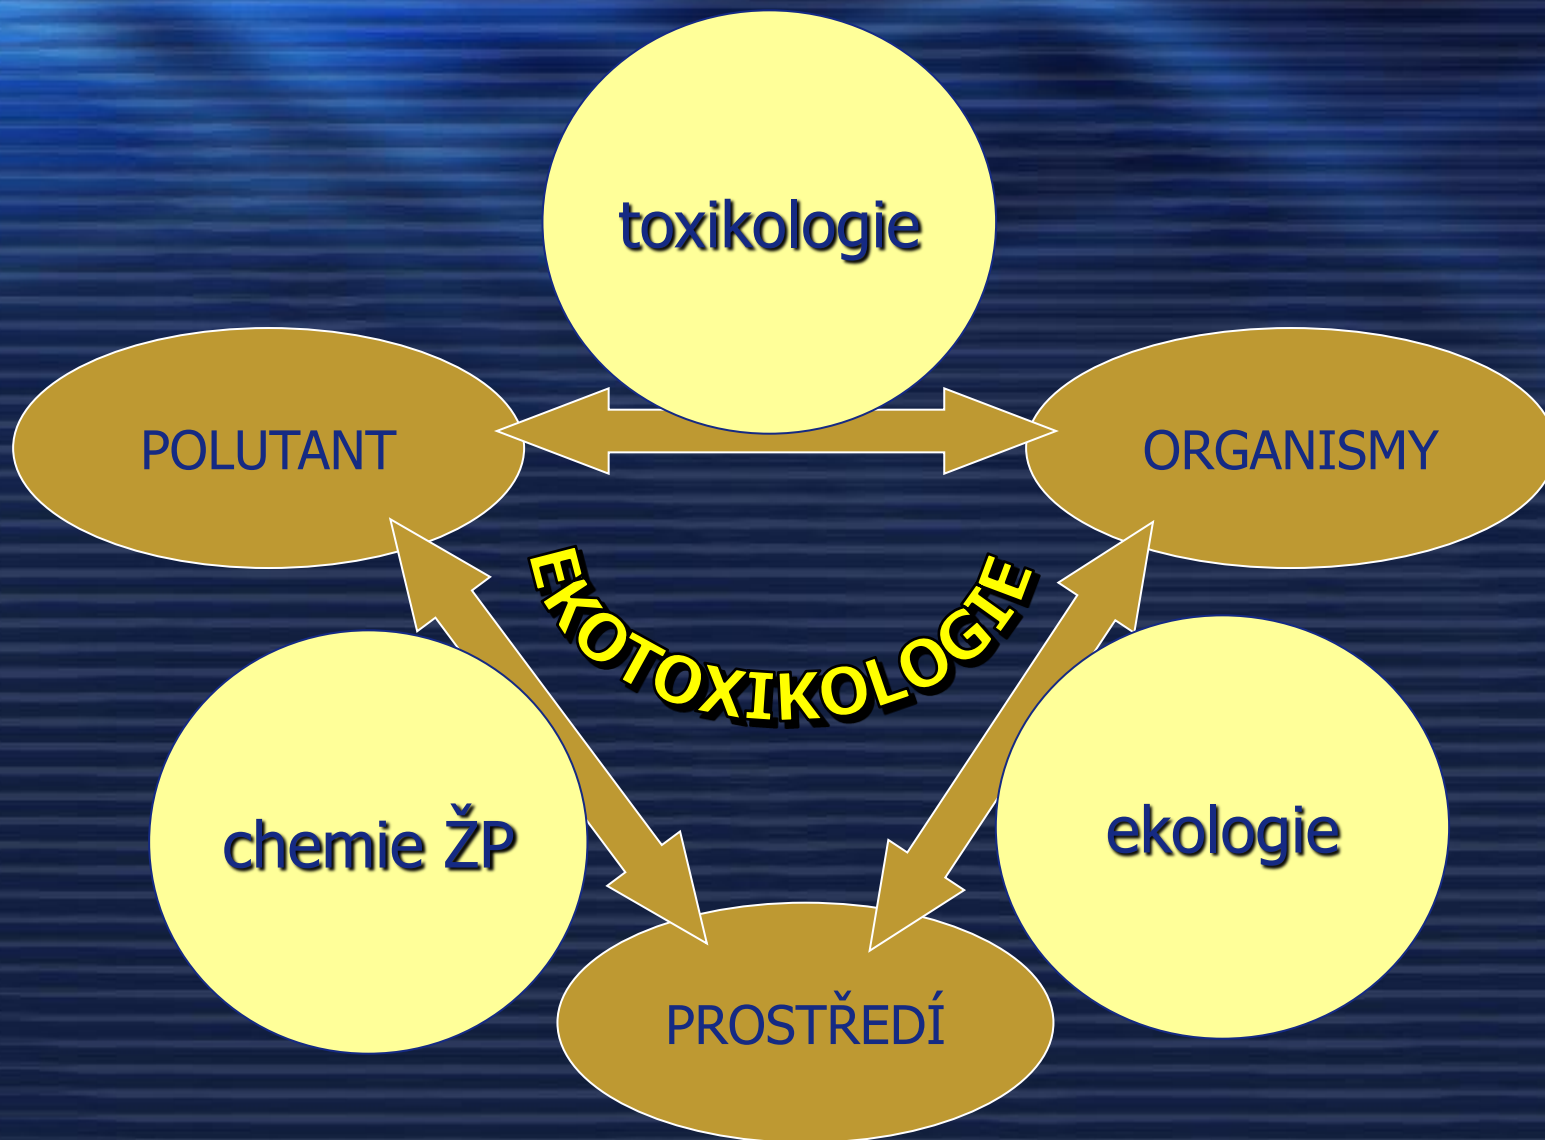 toxikologie
POLUTANT
ORGANISMY
EKOTOXIKOLOGIE
chemie ŽP
ekologie
PROSTŘEDÍ